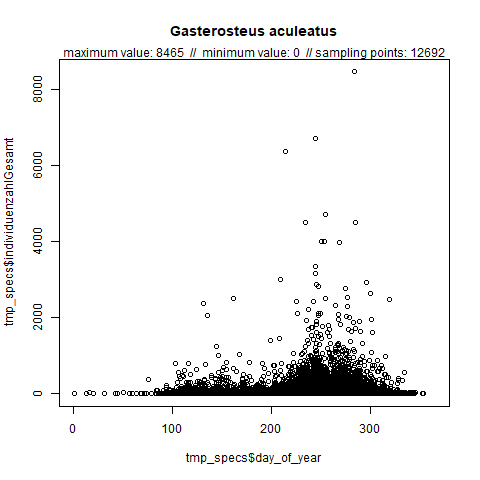 Gasterosteus aculeatus
maximum value: 8465 // minimum value: 0 // sampling points: 12692
8000
6000
4000
2000
0
tmp_specs$individuenzahlGesamt
0 100 200 300
tmp_specs$day_of_year